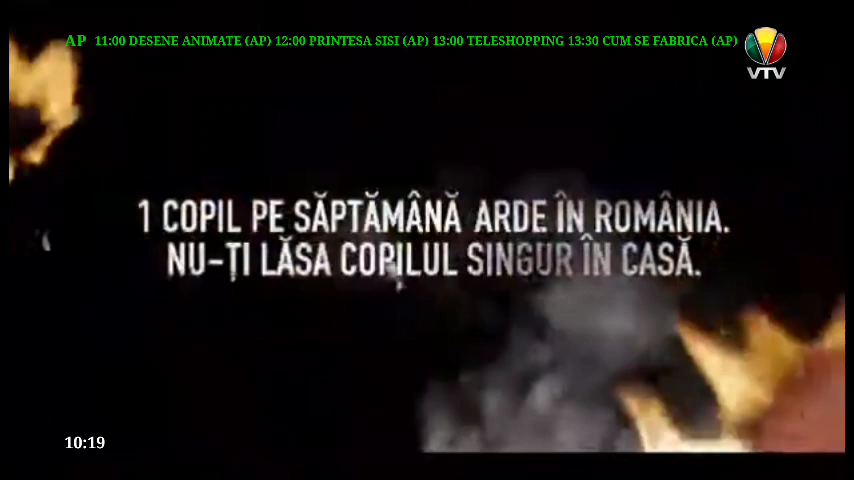 AP 11:00 DESENE ANIMATE (AP) 12:00 PRINTESA SISI (AP) 13:00 TELESHOPPING 13:30 CUM SE FABRICA (AP)
VTV
1 COPIL PE SĂPTĂMÂNĂ ARDE ÎN ROMÂNIA.
NU-ȚI LĂSA COPILUL SINGUR ÎN CASĂ.
10:19